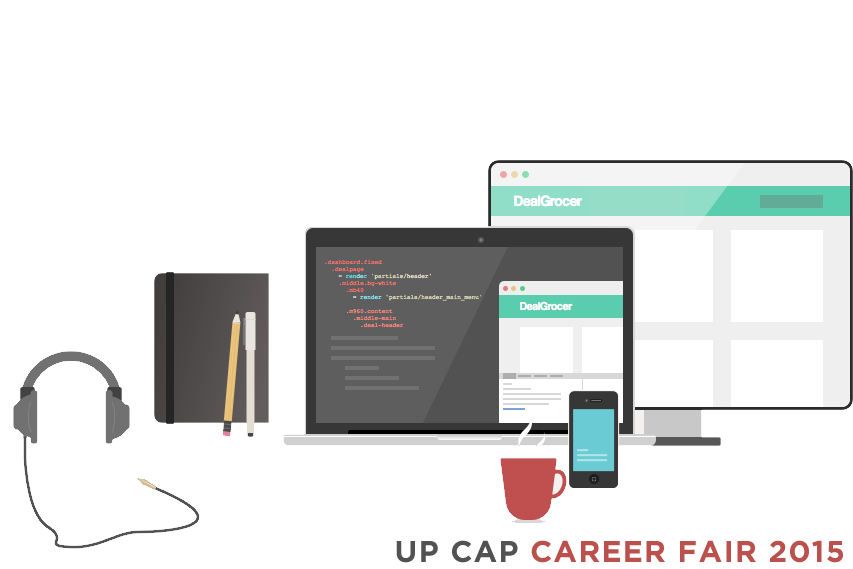 DealGrocer
.dashboard.fixed
.dealpage
= render 'partials/header'
.middle.bg-white
.mb40
= render 'partials/header_main_menu'
.m960.content
.middle-main
.deal-header
DealGrocer
UP CAP CAREER FAIR 2015